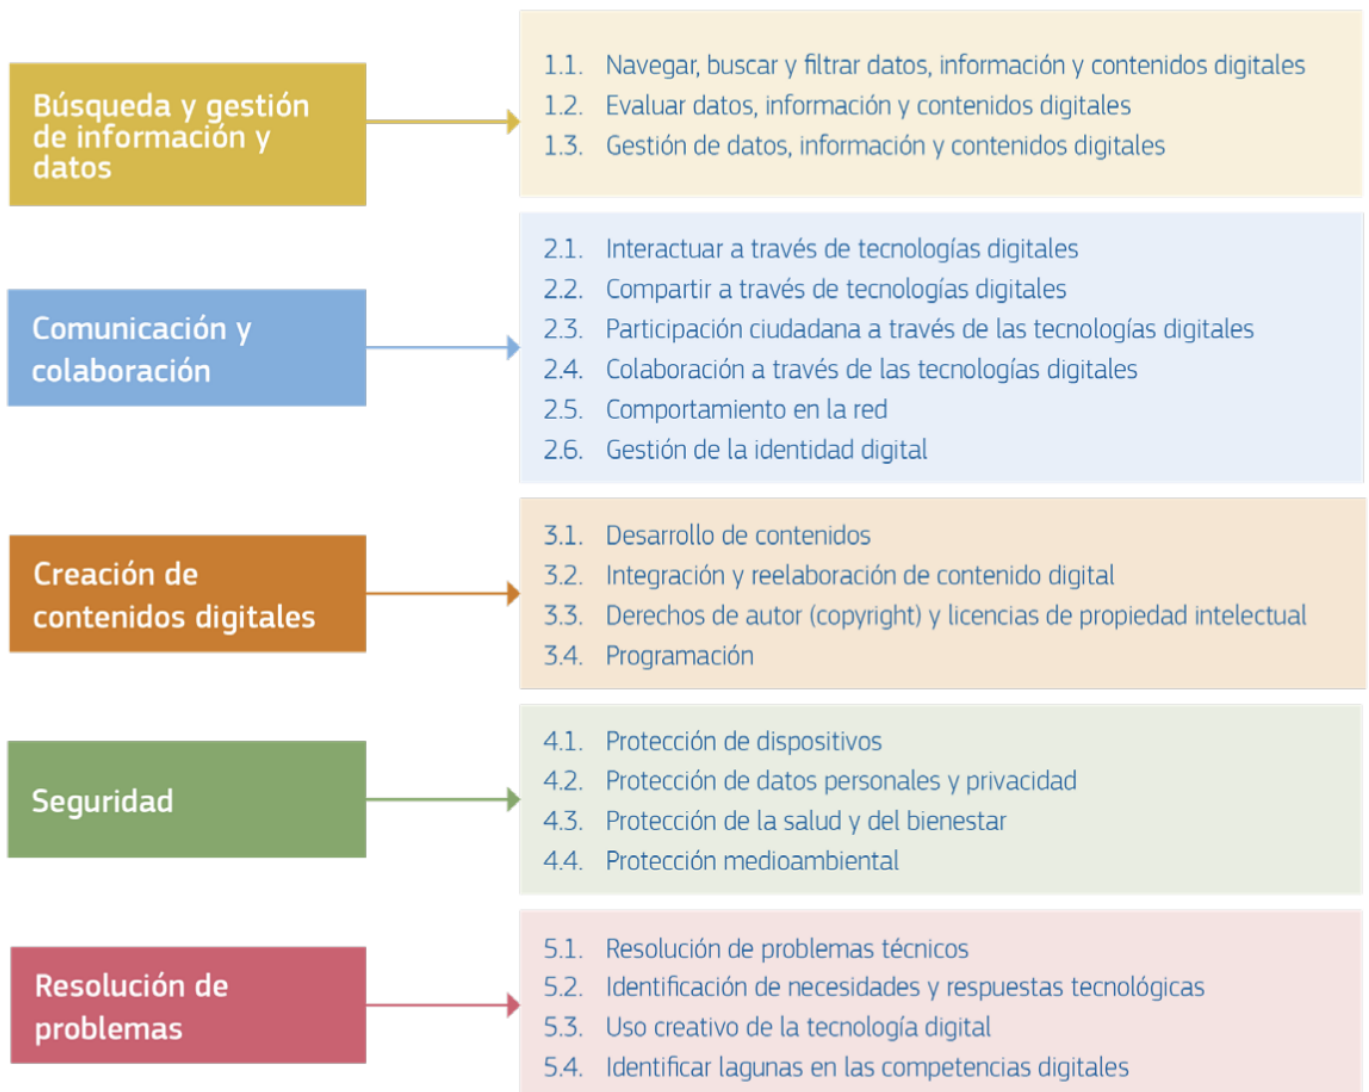 Búsqueda y gestión
de información y
datos
1.1. Navegar, buscar y filtrar datos, información y contenidos digitales
1.2. Evaluar datos, información y contenidos digitales
1.3. Gestión de datos, información y contenidos digitales
Comunicación y
colaboración
2.1. Interactuar a través de tecnologías digitales
2.2. Compartir a través de tecnologías digitales
2.3. Participación ciudadana a través de las tecnologías digitales
2.4. Colaboración a través de las tecnologías digitales
2.5. Comportamiento en la red
2.6. Gestión de la identidad digital
Creación de
contenidos digitales
3.1. Desarrollo de contenidos
3.2. Integración y reelaboración de contenido digital
3.3. Derechos de autor (copyright) y licencias de propiedad intelectual
3.4. Programación
Seguridad
4.1. Protección de dispositivos
4.2. Protección de datos personales y privacidad
4.3. Protección de la salud y del bienestar
4.4. Protección medioambiental
Resolución de
problemas
5.1. Resolución de problemas técnicos
5.2. Identificación de necesidades y respuestas tecnológicas
5.3. Uso creativo de la tecnología digital
5.4. Identificar lagunas en las competencias digitales